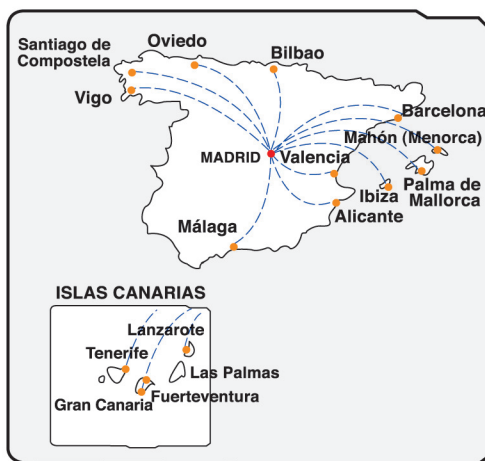 Oviedo
Bilbao
Santiago de
Compostela
Vigo
Barcelona
Mahón (Menorca)
MADRID
Valencia
Palma de
Mallorca
Ibiza
Alicante
Málaga
ISLAS CANARIAS
Lanzarote
Tenerife
Las Palmas
Fuerteventura
Gran Canaria